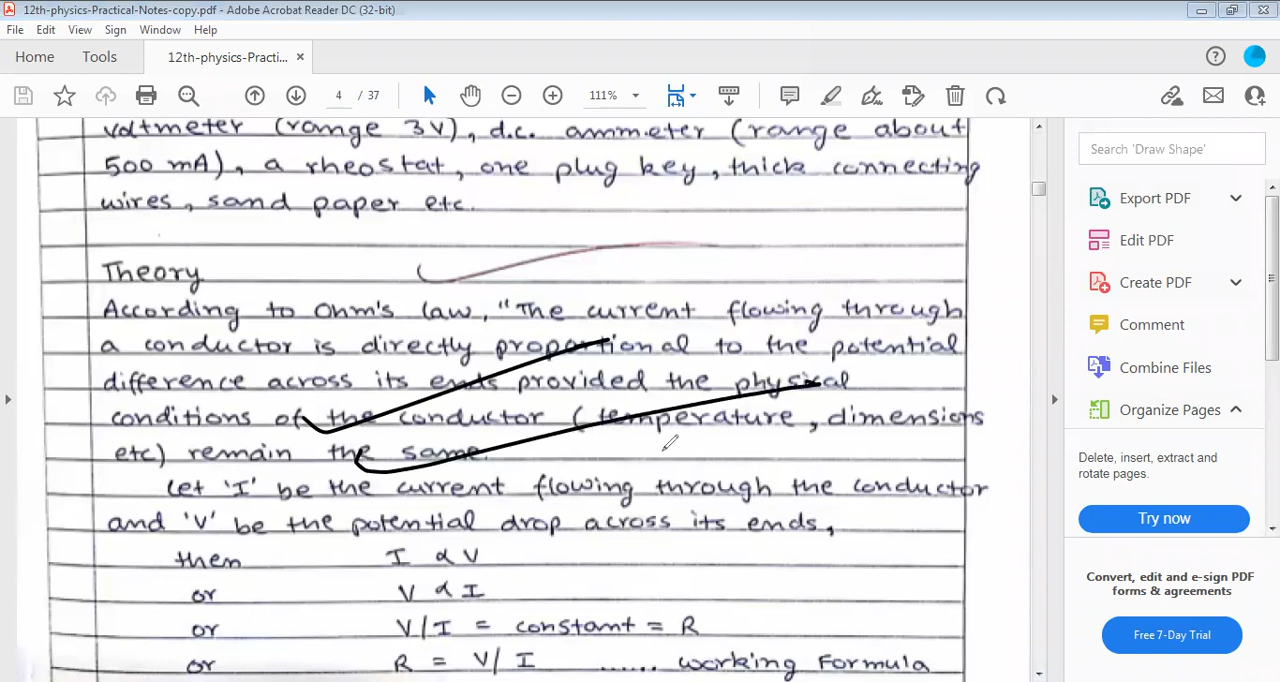 12th-physics-Practical-Notes-copy.pdf - Adobe Acrobat Reader DC (32-bit)
File Edit View Sign Window Help
Home Tools 12th-physics-Practi... ×
4 / 37 111%
voltmeter (range 3V), d.c. ammeter (range about
500 mA), a rheostat, one plug key, thick connecting
wires, sand paper etc.
Theory
According to Ohm's law, "The current flowing through
a conductor is directly proportional to the potential
difference across its ends provided the physical
conditions of the conductor (temperature, dimensions
etc) remain the same.
Let 'I' be the current flowing through the conductor
and 'V' be the potential drop across its ends,
then I ∝ V
or V ∝ I
or V/I = constant = R
or R = V/I ...... working Formula
Search 'Draw Shape'
Export PDF
Edit PDF
Create PDF
Comment
Combine Files
Organize Pages
Delete, insert, extract and
rotate pages.
Try now
Convert, edit and e-sign PDF
forms & agreements
Free 7-Day Trial